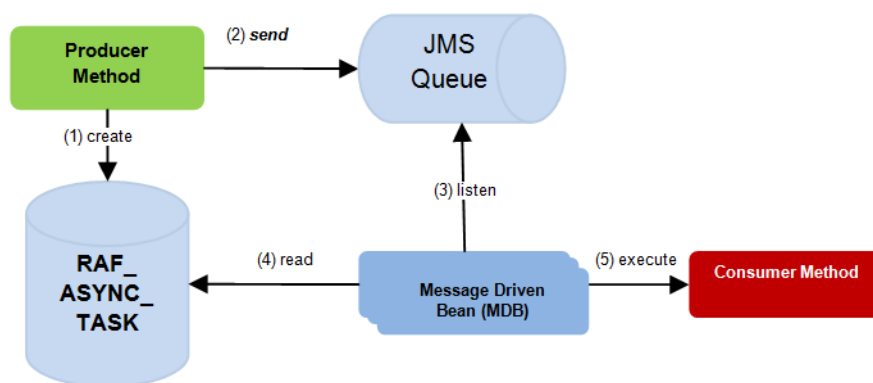 Producer
Method
(2) send
JMS
Queue
(1) create
(3) listen
RAF_
ASYNC_
TASK
(4) read
Message Driven
Bean (MDB)
(5) execute
Consumer Method